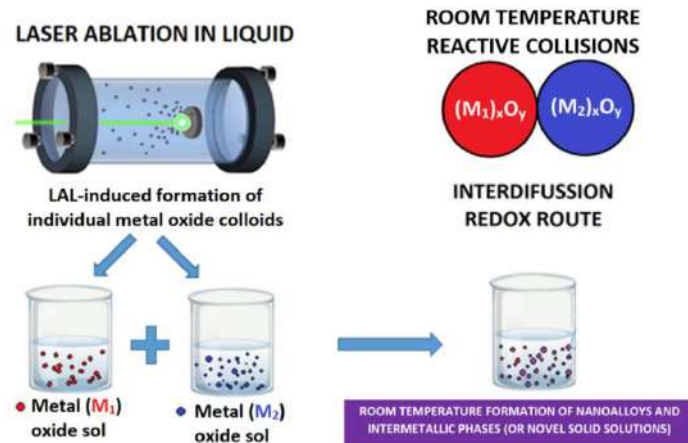 LASER ABLATION IN LIQUID
LAL-induced formation of
individual metal oxide colloids
Metal (M₁)
oxide sol
Metal (M₂)
oxide sol
ROOM TEMPERATURE
REACTIVE COLLISIONS
(M₁)ₓOᵧ
(M₂)ₓOᵧ
INTERDIFUSSION
REDOX ROUTE
ROOM TEMPERATURE FORMATION OF NANOALLOYS AND
INTERMETALLIC PHASES (OR NOVEL SOLID SOLUTIONS)